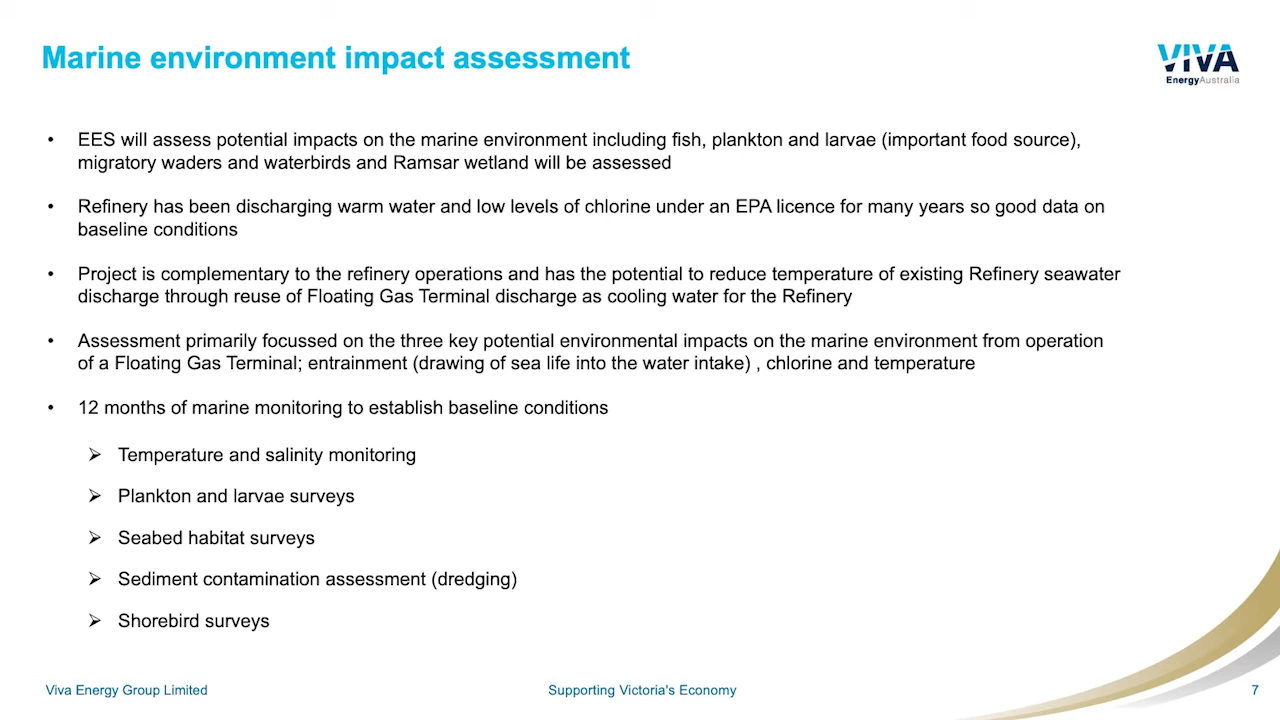 Marine environment impact assessment
VIVA
EnergyAustralia
• EES will assess potential impacts on the marine environment including fish, plankton and larvae (important food source),
migratory waders and waterbirds and Ramsar wetland will be assessed
• Refinery has been discharging warm water and low levels of chlorine under an EPA licence for many years so good data on
baseline conditions
• Project is complementary to the refinery operations and has the potential to reduce temperature of existing Refinery seawater
discharge through reuse of Floating Gas Terminal discharge as cooling water for the Refinery
• Assessment primarily focussed on the three key potential environmental impacts on the marine environment from operation
of a Floating Gas Terminal; entrainment (drawing of sea life into the water intake) , chlorine and temperature
• 12 months of marine monitoring to establish baseline conditions
➢ Temperature and salinity monitoring
➢ Plankton and larvae surveys
➢ Seabed habitat surveys
➢ Sediment contamination assessment (dredging)
➢ Shorebird surveys
Viva Energy Group Limited
Supporting Victoria's Economy
7